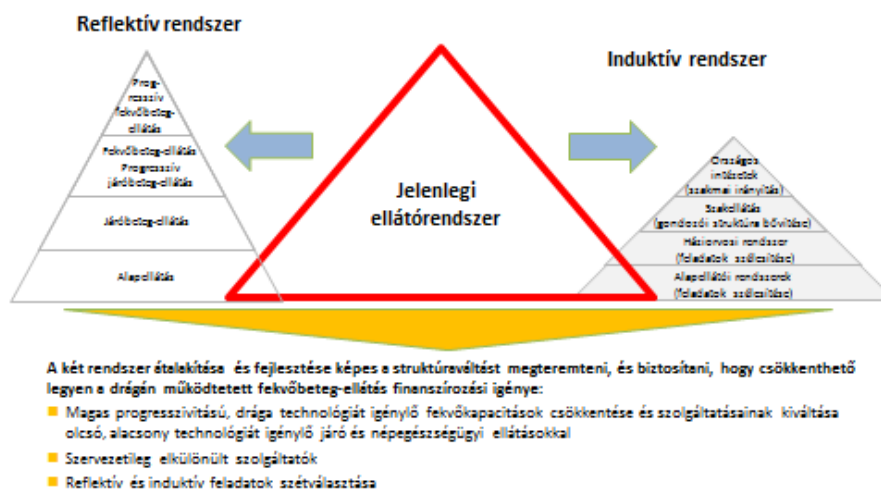 Reflektív rendszer
Induktív rendszer
Prog-
resszív
fekvőbeteg-
ellátás
Fekvőbeteg-ellátás
Progresszív
járóbeteg-ellátás
Járóbeteg-ellátás
Alapellátás
Jelenlegi
ellátórendszer
Országos
intézetek
(szakmai irányítás)
Szakellátás
(gondozói struktúra bővítése)
Háziorvosi rendszer
(feladatok szélesítése)
Alapellátói rendszerek
(feladatok szélesítése)
A két rendszer átalakítása és fejlesztése képes a struktúraváltást megteremteni, és biztosítani, hogy csökkenthető
legyen a drágán működtetett fekvőbeteg-ellátás finanszírozási igénye:
Magas progresszivitású, drága technológiát igénylő fekvőkapacitások csökkentése és szolgáltatásainak kiváltása
olcsó, alacsony technológiát igénylő járó és népegészségügyi ellátásokkal
Szervezetileg elkülönült szolgáltatók
Reflektív és induktív feladatok szétválasztása